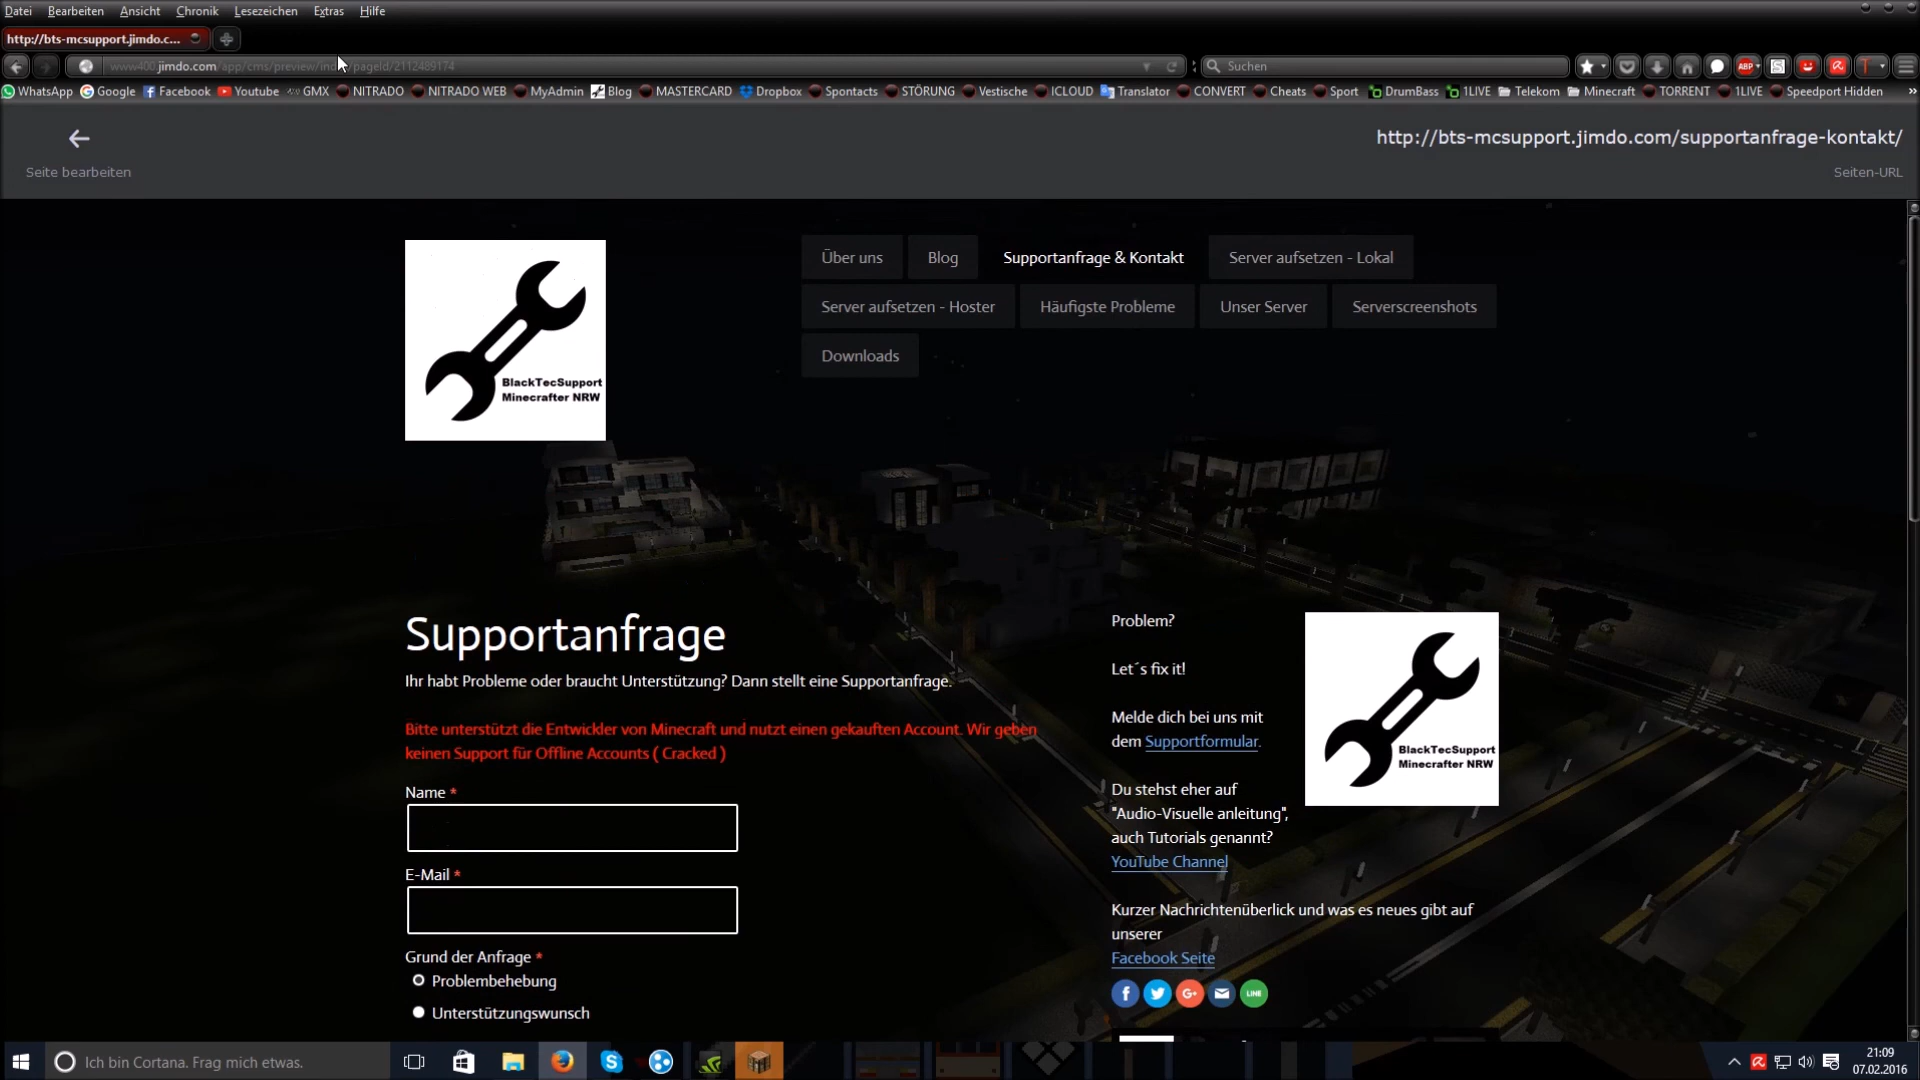 Datei Bearbeiten Ansicht Chronik Lesezeichen Extras Hilfe
http://bts-mcsupport.jimdo.c...
www400.jimdo.com/app/cms/preview/index/pageId/2112489174
Suchen
WhatsApp Google Facebook Youtube GMX NITRADO NITRADO WEB MyAdmin Blog MASTERCARD Dropbox Spontacts STÖRUNG Vestische ICLOUD Translator CONVERT Cheats Sport DrumBass 1LIVE Telekom Minecraft TORRENT 1LIVE Speedport Hidden »
http://bts-mcsupport.jimdo.com/supportanfrage-kontakt/
Seite bearbeiten
Seiten-URL
Über uns Blog Supportanfrage & Kontakt Server aufsetzen - Lokal
Server aufsetzen - Hoster Häufigste Probleme Unser Server Serverscreenshots
Downloads
BlackTecSupport
Minecrafter NRW
Supportanfrage
Ihr habt Probleme oder braucht Unterstützung? Dann stellt eine Supportanfrage.
Bitte unterstützt die Entwickler von Minecraft und nutzt einen gekauften Account. Wir geben
keinen Support für Offline Accounts ( Cracked )
Name *
E-Mail *
Grund der Anfrage *
Problembehebung
Unterstützungswunsch
Problem?
Let´s fix it!
Melde dich bei uns mit
dem Supportformular.
Du stehst eher auf
"Audio-Visuelle anleitung",
auch Tutorials genannt?
YouTube Channel
BlackTecSupport
Minecrafter NRW
Kurzer Nachrichtenüberlick und was es neues gibt auf
unserer
Facebook Seite
LINE
Ich bin Cortana. Frag mich etwas.
21:09
07.02.2016